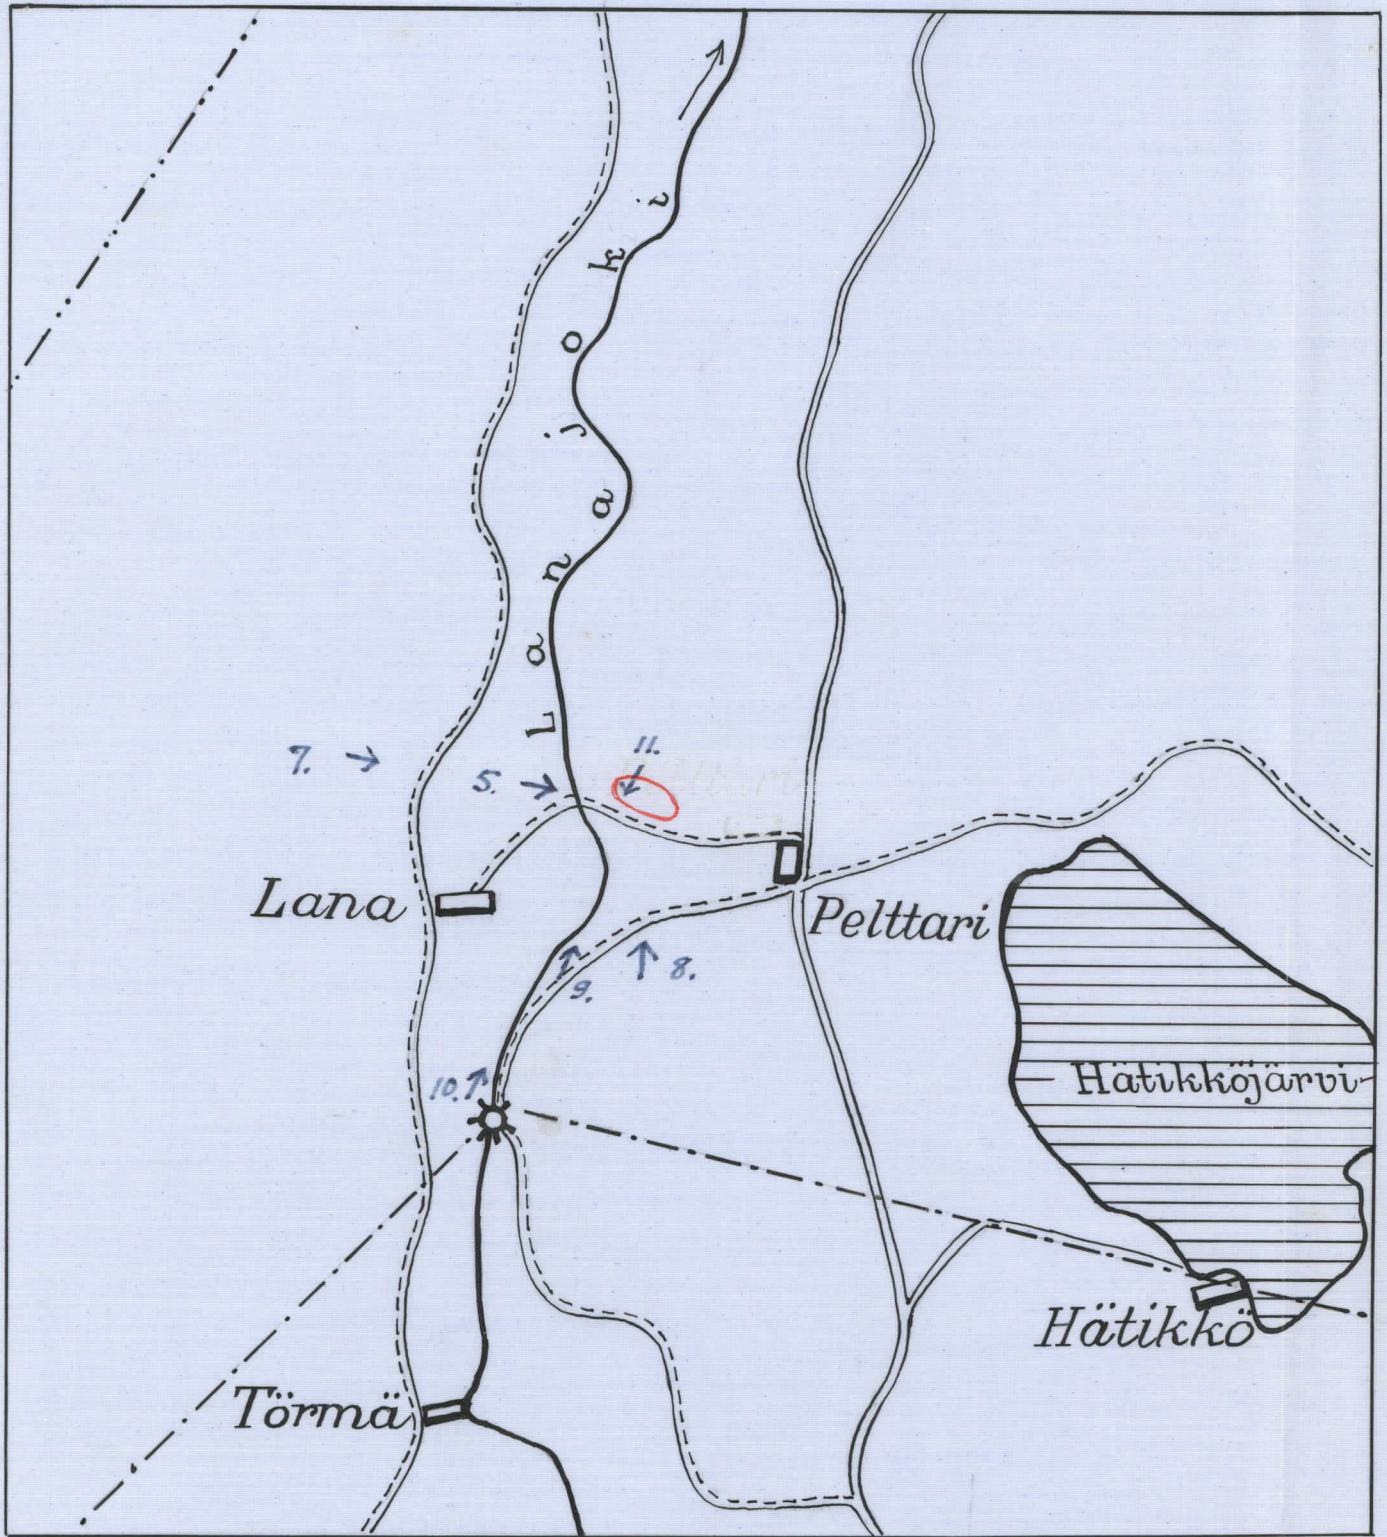 Lanajoki
7.
5.
11.
Lana
Pelttari
8.
9.
10.
Hätikköjärvi
Hätikkö
Törmä